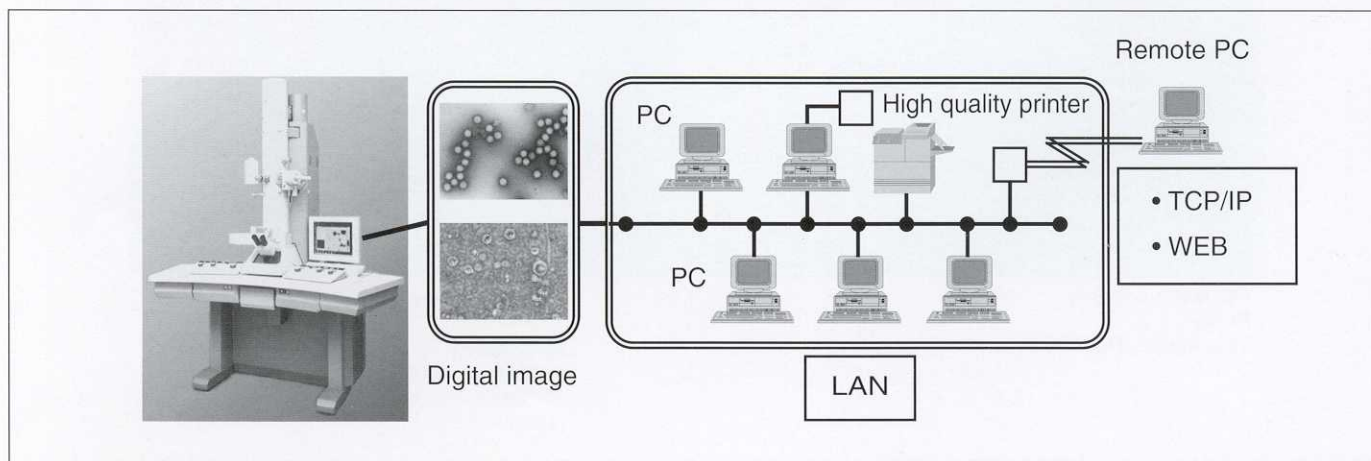 Remote PC
PC
High quality printer
• TCP/IP
• WEB
PC
Digital image
LAN